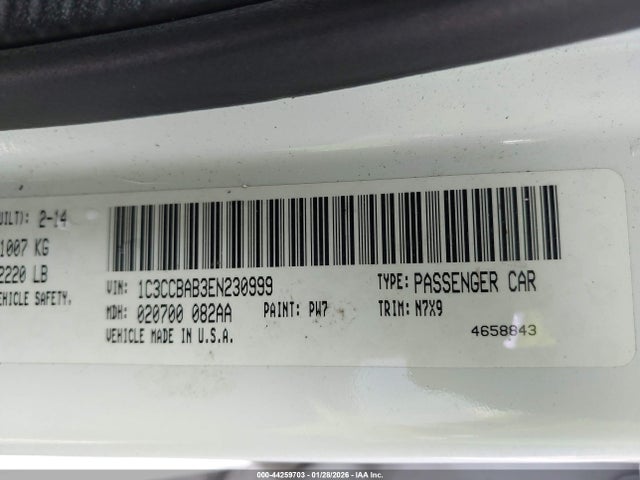 UILT): 2-14
1007 KG
2220 LB
EHICLE SAFETY.
VIN: 1C3CCBAB3EN230999 TYPE: PASSENGER CAR
MDH: 020700 082AA PAINT: PW7 TRIM: N7X9
VEHICLE MADE IN U.S.A. 4658843
000-44259703 - 01/28/2026 - IAA Inc.